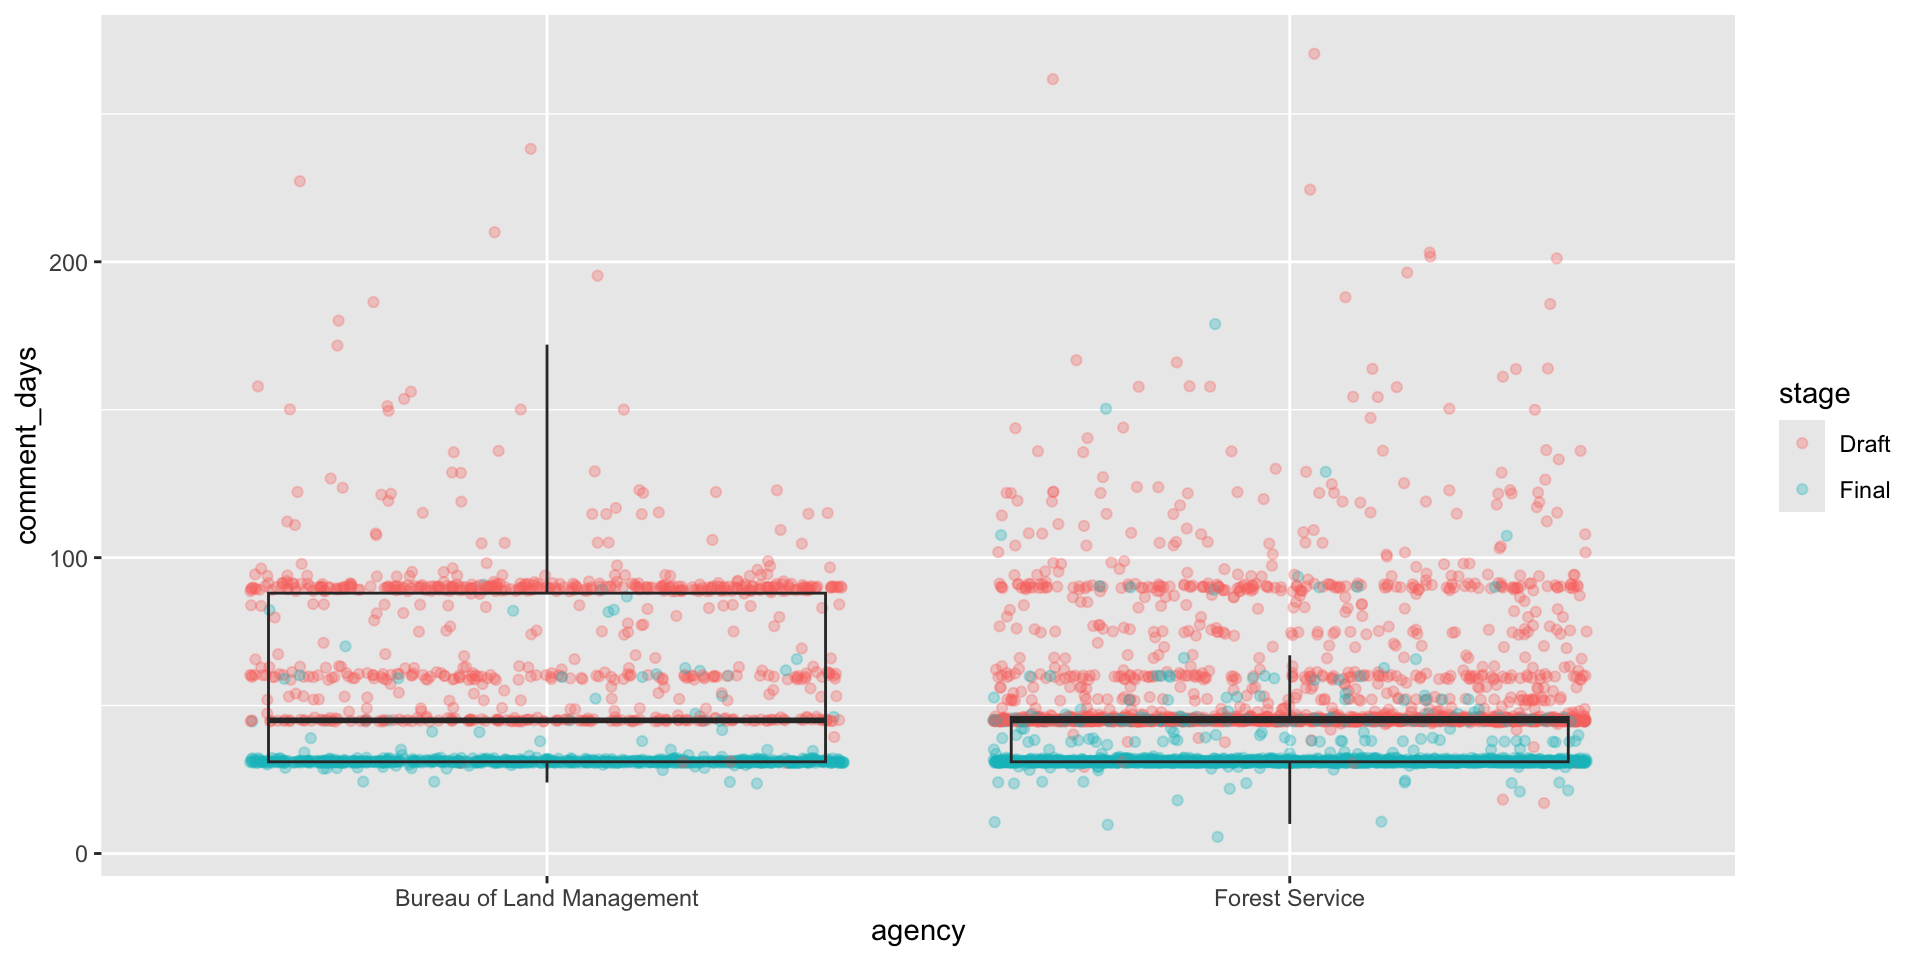 comment_days
200
100
0
Bureau of Land Management
Forest Service
agency
stage
Draft
Final